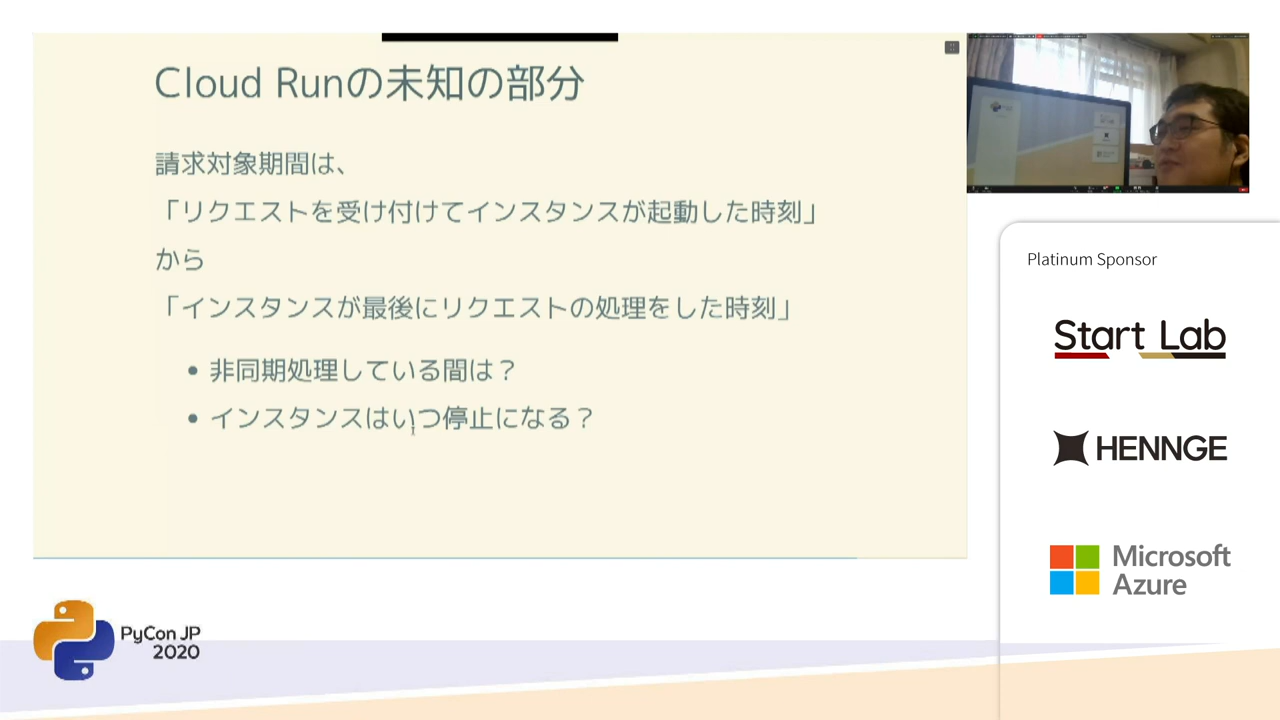 Cloud Runの未知の部分
請求対象期間は、
「リクエストを受け付けてインスタンスが起動した時刻」
から
「インスタンスが最後にリクエストの処理をした時刻」
• 非同期処理している間は？
• インスタンスはいつ停止になる？
Platinum Sponsor
Start Lab
HENNGE
Microsoft
Azure
PyCon JP
2020